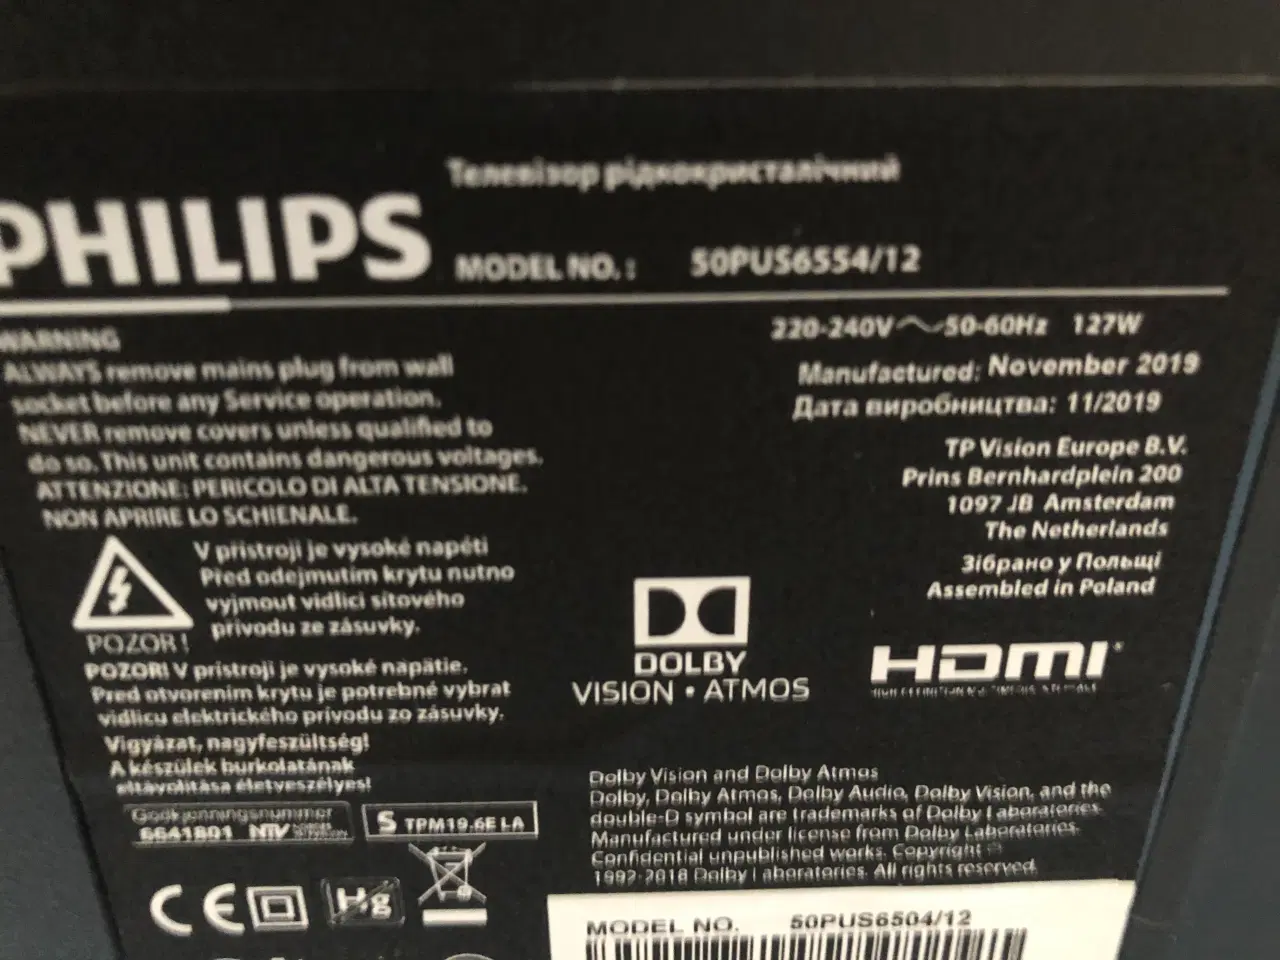 Телевізор рідкокристалічний
PHILIPS
MODEL NO.: 50PUS6554/12
220-240V 50-60Hz 127W
Manufactured: November 2019
Дата виробництва: 11/2019
TP Vision Europe B.V.
Prins Bernhardplein 200
1097 JB Amsterdam
The Netherlands
Зібрано у Польщі
Assembled in Poland
WARNING
ALWAYS remove mains plug from wall
socket before any Service operation.
NEVER remove covers unless qualified to
do so. This unit contains dangerous voltages.
ATTENZIONE: PERICOLO DI ALTA TENSIONE.
NON APRIRE LO SCHIENALE.
V přístroji je vysoké napětí
Před odejmutím krytu nutno
vyjmout vidlici síťového
přívodu ze zásuvky.
POZOR!
POZOR! V prístroji je vysoké napätie.
Pred otvorením krytu je potrebné vybrat
vidlicu elektrického prívodu zo zásuvky.
Vigyázat, nagyfeszültség!
A készülék burkolatának
eltávolítása életveszélyes!
Godkjenningsnummer
6641801 NTV
S TPM19.6E LA
CE
Hg
DOLBY
VISION · ATMOS
HDMI
Dolby Vision and Dolby Atmos
Dolby, Dolby Atmos, Dolby Audio, Dolby Vision, and the
double-D symbol are trademarks of Dolby Laboratories.
Manufactured under license from Dolby Laboratories.
Confidential unpublished works. Copyright ©
1992-2018 Dolby Laboratories. All rights reserved.
MODEL NO. 50PUS6504/12